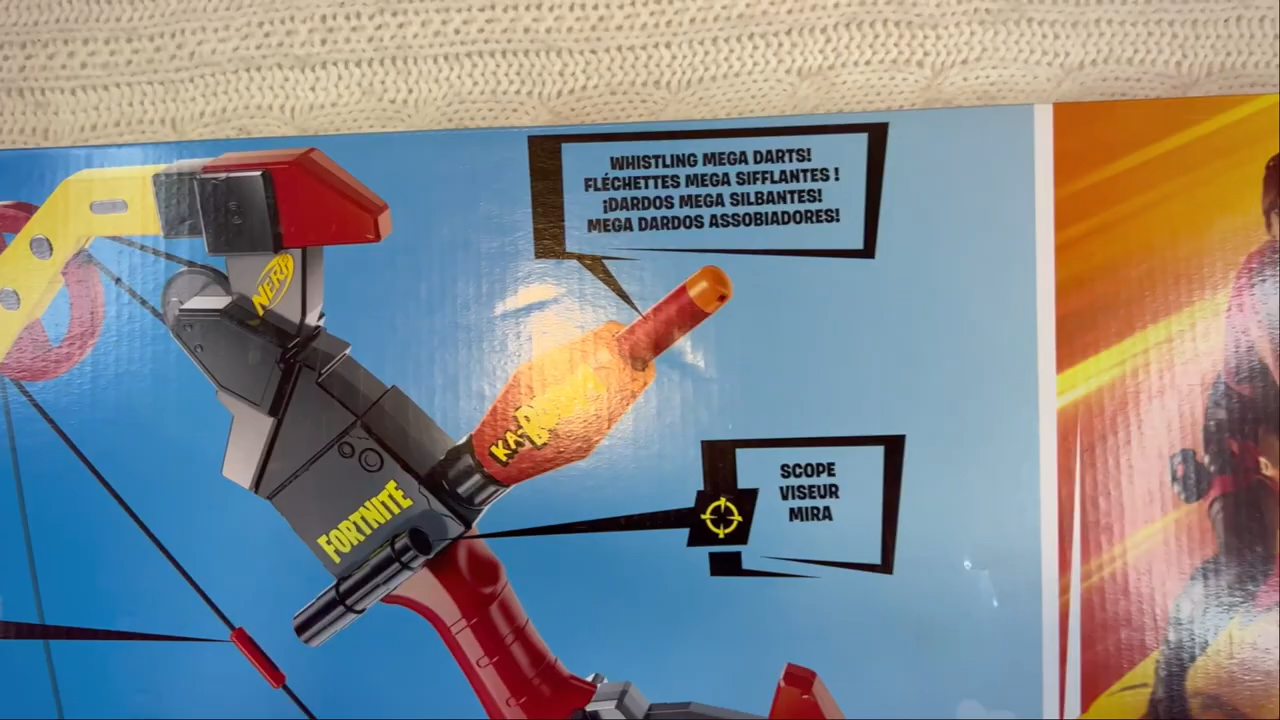 WHISTLING MEGA DARTS!
FLÉCHETTES MEGA SIFFLANTES !
¡DARDOS MEGA SILBANTES!
MEGA DARDOS ASSOBIADORES!
NERF
KA-BOOM
SCOPE
VISEUR
MIRA
FORTNITE